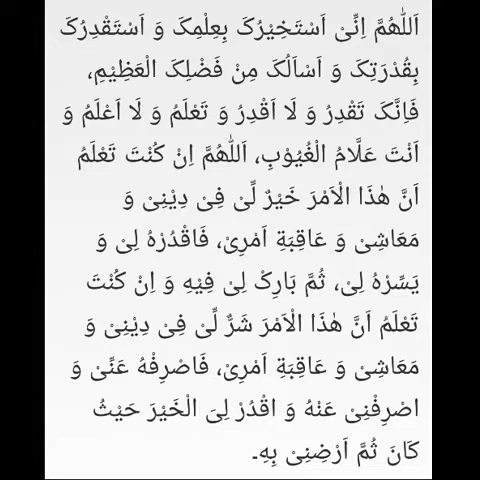 اَللّٰهُمَّ اِنِّیْ اَسْتَخِیْرُکَ بِعِلْمِکَ وَ اَسْتَقْدِرُکَ
بِقُدْرَتِکَ وَ اَسْاَلُکَ مِنْ فَضْلِکَ الْعَظِیْمِ،
فَاِنَّکَ تَقْدِرُ وَ لَا اَقْدِرُ وَ تَعْلَمُ وَ لَا اَعْلَمُ وَ
اَنْتَ عَلَّامُ الْغُیُوْبِ، اَللّٰهُمَّ اِنْ کُنْتَ تَعْلَمُ
اَنَّ هٰذَا الْاَمْرَ خَیْرٌ لِّیْ فِیْ دِیْنِیْ وَ
مَعَاشِیْ وَ عَاقِبَةِ اَمْرِیْ، فَاقْدُرْهُ لِیْ وَ
یَسِّرْهُ لِیْ، ثُمَّ بَارِکْ لِیْ فِیْهِ وَ اِنْ کُنْتَ
تَعْلَمُ اَنَّ هٰذَا الْاَمْرَ شَرٌّ لِّیْ فِیْ دِیْنِیْ وَ
مَعَاشِیْ وَ عَاقِبَةِ اَمْرِیْ، فَاصْرِفْهُ عَنِّیْ وَ
اصْرِفْنِیْ عَنْهُ وَ اقْدُرْ لِیَ الْخَیْرَ حَیْثُ
کَانَ ثُمَّ اَرْضِنِیْ بِهِ۔